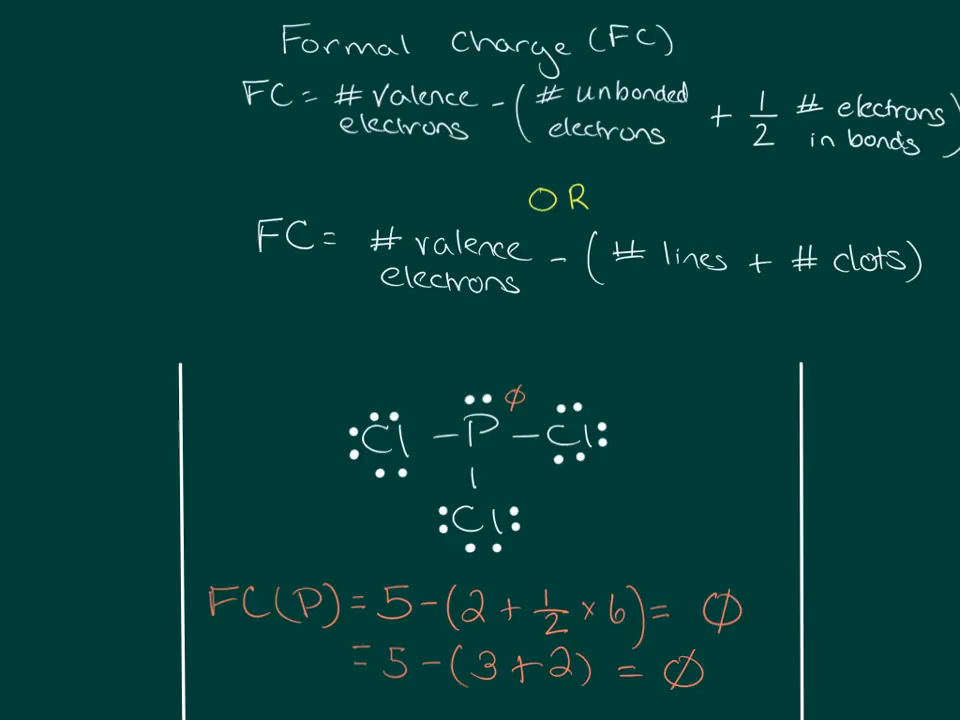 Formal Charge (FC)
FC = # valence electrons - (# unbonded electrons + 1/2 # electrons in bonds)
OR
FC = # valence electrons - (# lines + # dots)
:Cl - P - Cl: ∅
:Cl:
FC(P) = 5 - (2 + 1/2 × 6) = ∅
= 5 - (3 + 2) = ∅